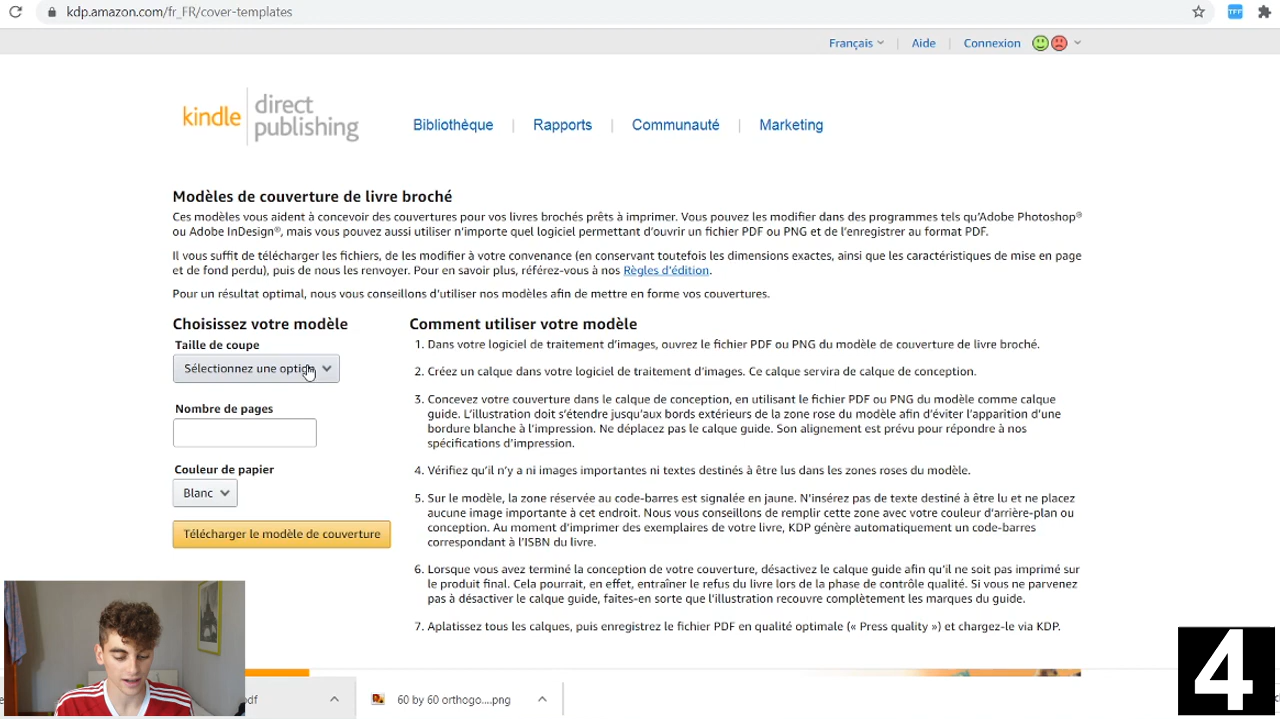 kdp.amazon.com/fr_FR/cover-templates
TFF
Français | Aide | Connexion
kindle direct publishing
Bibliothèque | Rapports | Communauté | Marketing
Modèles de couverture de livre broché
Ces modèles vous aident à concevoir des couvertures pour vos livres brochés prêts à imprimer. Vous pouvez les modifier dans des programmes tels qu'Adobe Photoshop®
ou Adobe InDesign®, mais vous pouvez aussi utiliser n'importe quel logiciel permettant d'ouvrir un fichier PDF ou PNG et de l'enregistrer au format PDF.
Il vous suffit de télécharger les fichiers, de les modifier à votre convenance (en conservant toutefois les dimensions exactes, ainsi que les caractéristiques de mise en page
et de fond perdu), puis de nous les renvoyer. Pour en savoir plus, référez-vous à nos Règles d'édition.
Pour un résultat optimal, nous vous conseillons d'utiliser nos modèles afin de mettre en forme vos couvertures.
Choisissez votre modèle
Taille de coupe
Sélectionnez une option
Nombre de pages
Couleur de papier
Blanc
Télécharger le modèle de couverture
Comment utiliser votre modèle
1. Dans votre logiciel de traitement d'images, ouvrez le fichier PDF ou PNG du modèle de couverture de livre broché.
2. Créez un calque dans votre logiciel de traitement d'images. Ce calque servira de calque de conception.
3. Concevez votre couverture dans le calque de conception, en utilisant le fichier PDF ou PNG du modèle comme calque
guide. L'illustration doit s'étendre jusqu'aux bords extérieurs de la zone rose du modèle afin d'éviter l'apparition d'une
bordure blanche à l'impression. Ne déplacez pas le calque guide. Son alignement est prévu pour répondre à nos
spécifications d'impression.
4. Vérifiez qu'il n'y a ni images importantes ni textes destinés à être lus dans les zones roses du modèle.
5. Sur le modèle, la zone réservée au code-barres est signalée en jaune. N'insérez pas de texte destiné à être lu et ne placez
aucune image importante à cet endroit. Nous vous conseillons de remplir cette zone avec votre couleur d'arrière-plan ou
conception. Au moment d'imprimer des exemplaires de votre livre, KDP génère automatiquement un code-barres
correspondant à l'ISBN du livre.
6. Lorsque vous avez terminé la conception de votre couverture, désactivez le calque guide afin qu'il ne soit pas imprimé sur
le produit final. Cela pourrait, en effet, entraîner le refus du livre lors de la phase de contrôle qualité. Si vous ne parvenez
pas à désactiver le calque guide, faites-en sorte que l'illustration recouvre complètement les marques du guide.
7. Aplatissez tous les calques, puis enregistrez le fichier PDF en qualité optimale (« Press quality ») et chargez-le via KDP.
60 by 60 orthogo....png
4